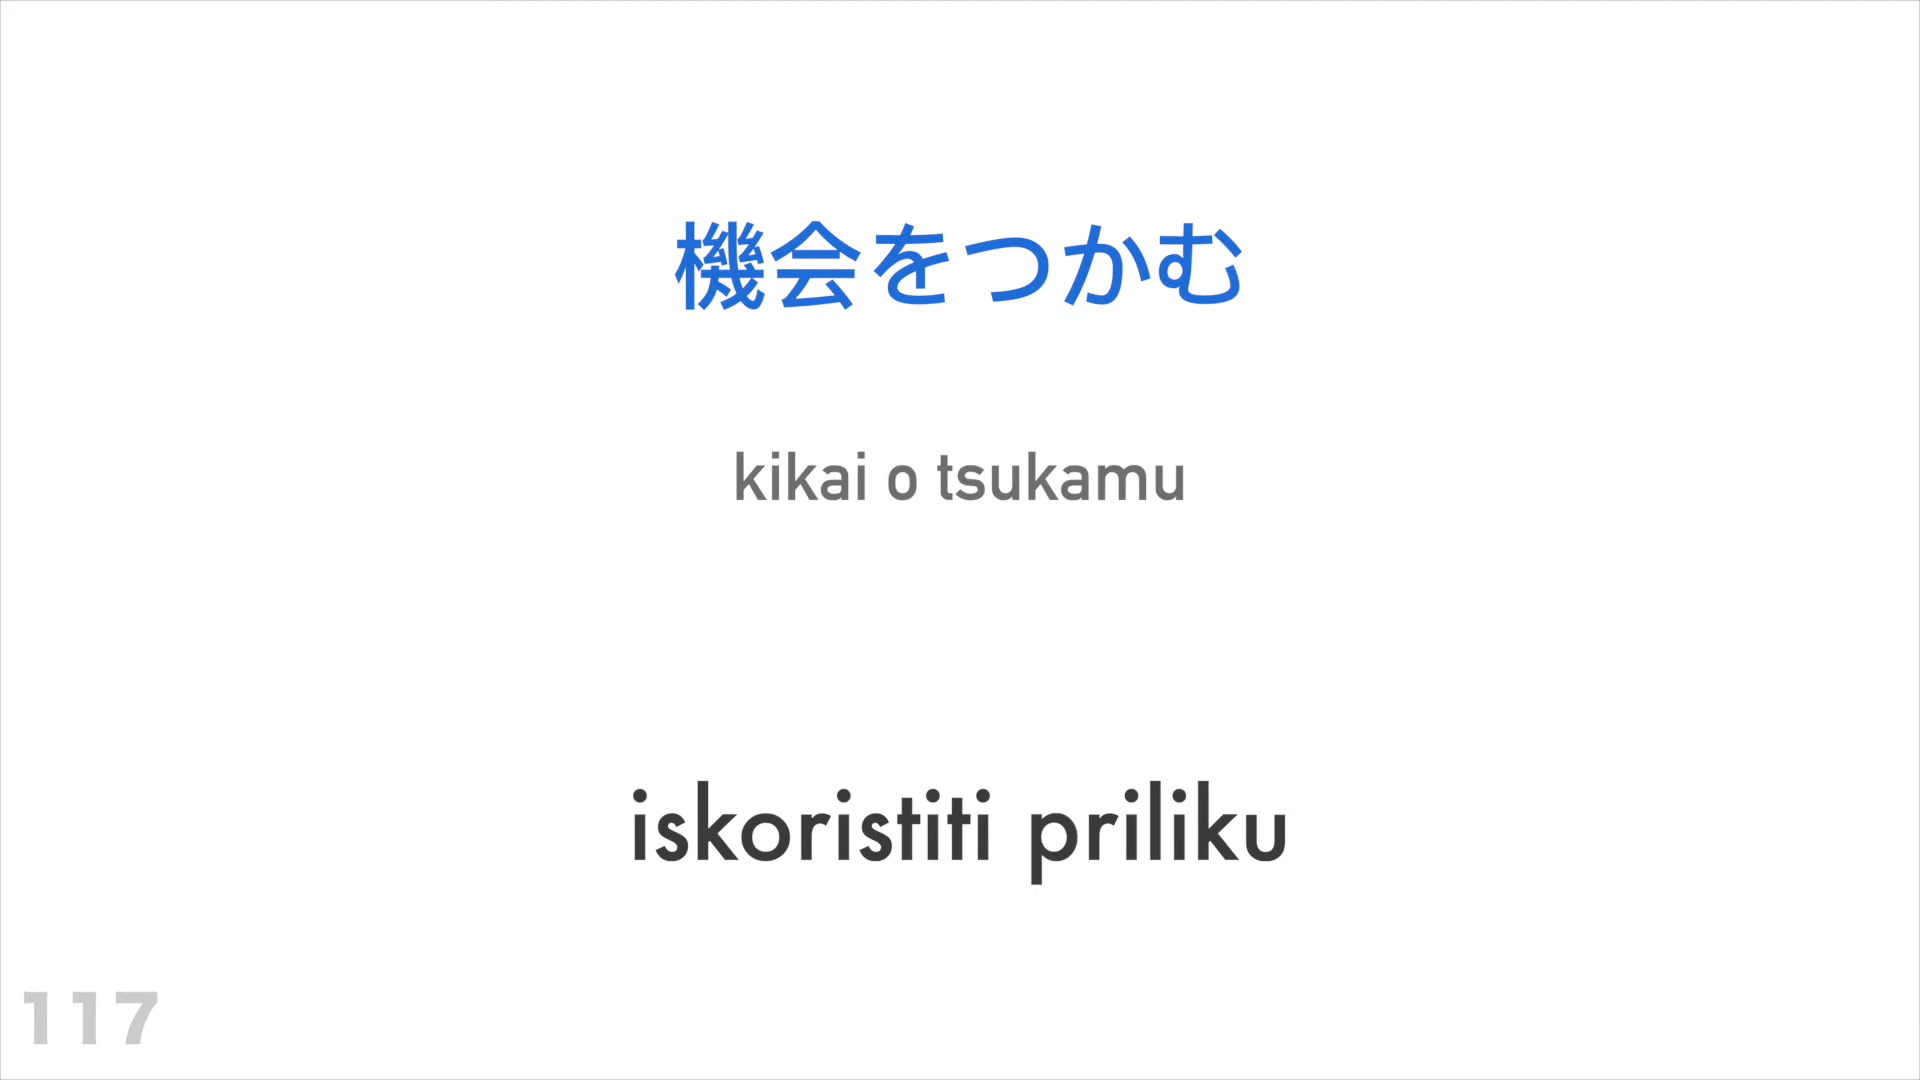 機会をつかむ
kikai o tsukamu
iskoristiti priliku
117